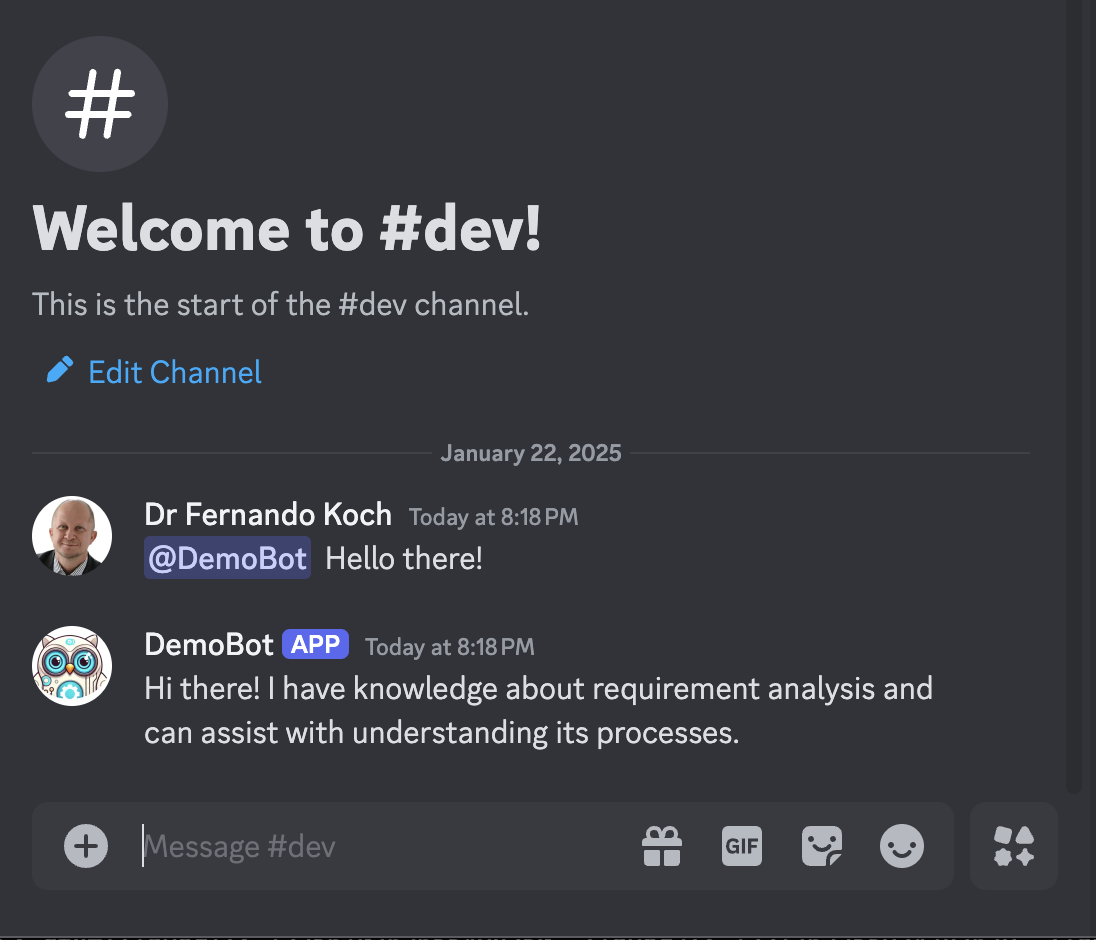 #
Welcome to #dev!
This is the start of the #dev channel.
Edit Channel
January 22, 2025
Dr Fernando Koch Today at 8:18 PM
@DemoBot Hello there!
DemoBot APP Today at 8:18 PM
Hi there! I have knowledge about requirement analysis and
can assist with understanding its processes.
Message #dev GIF